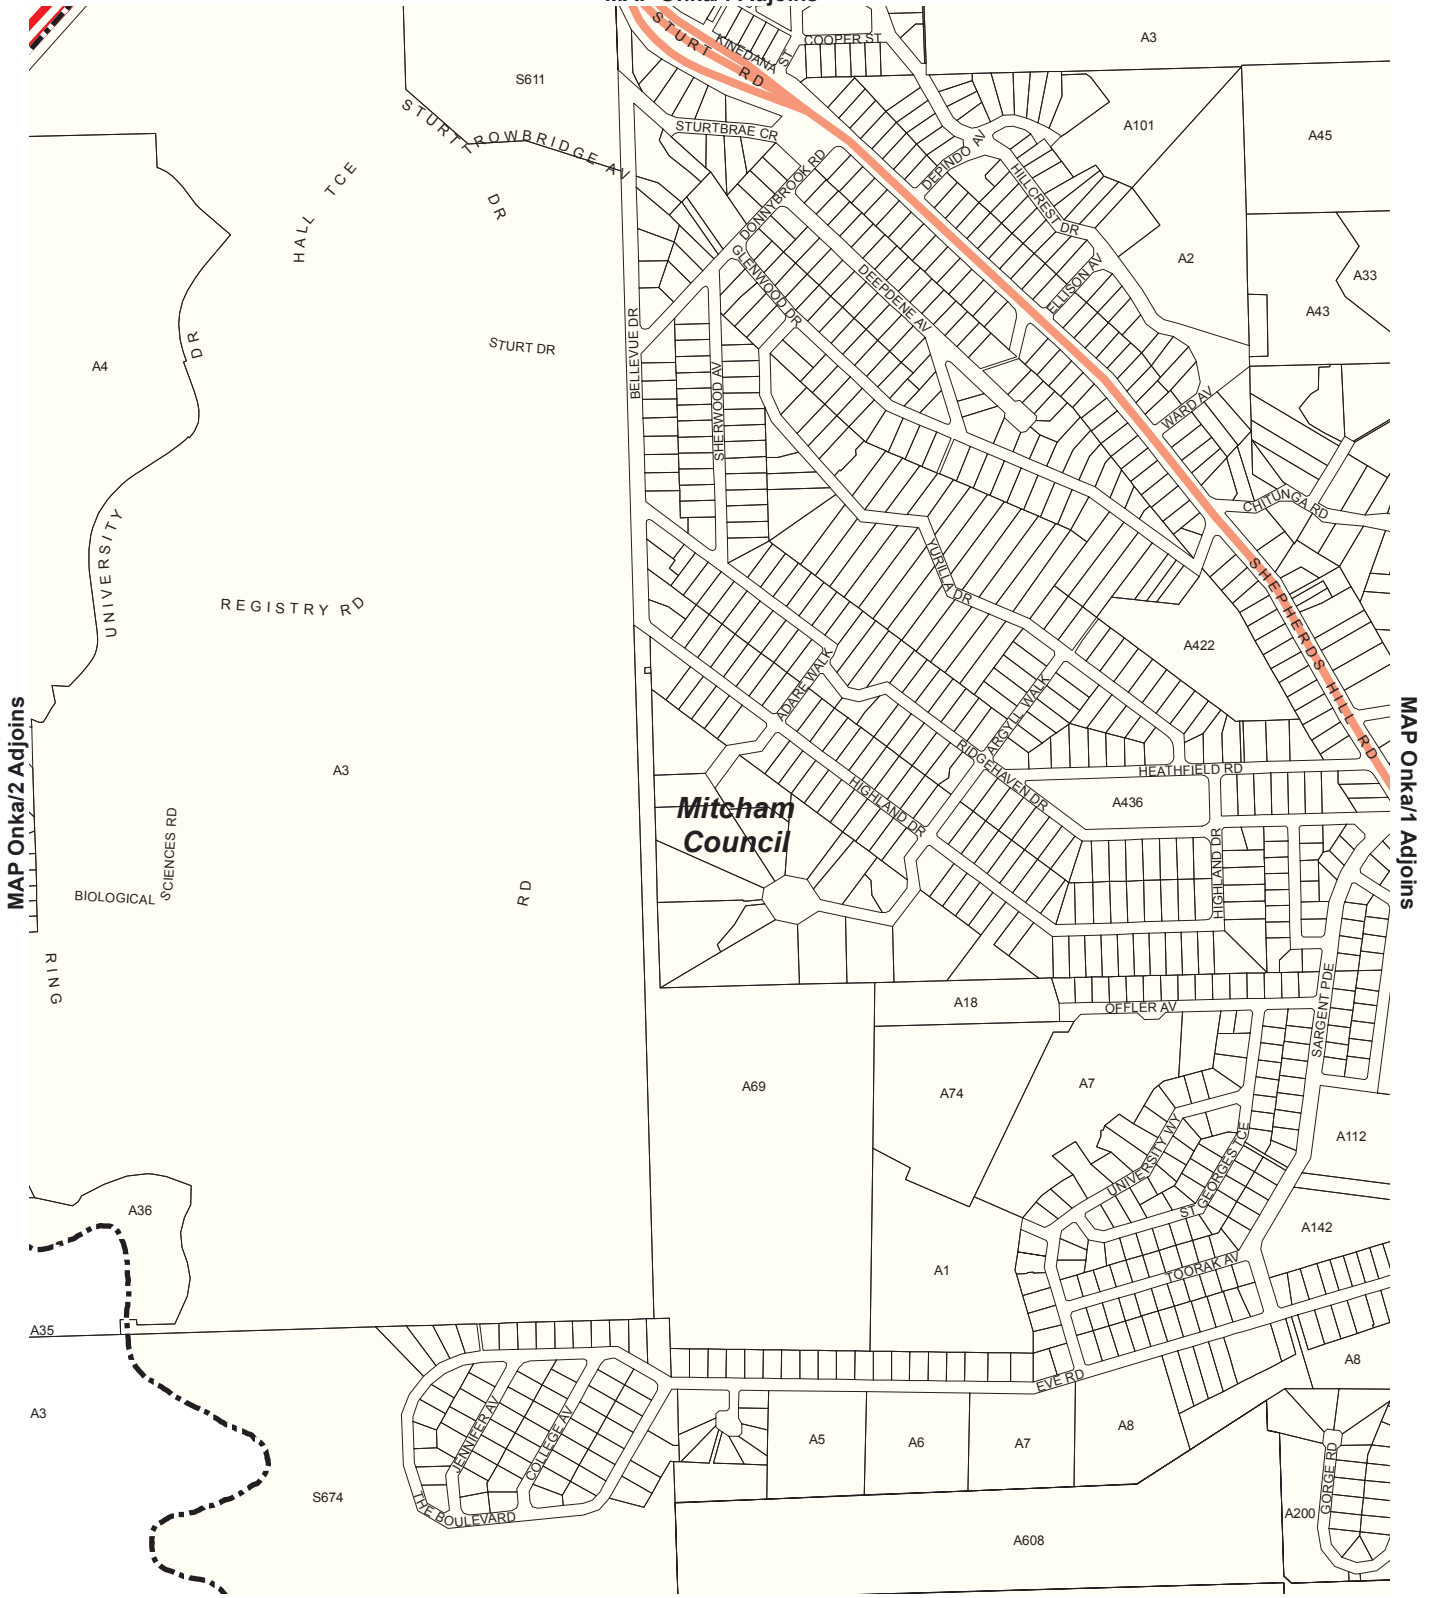 STURT RD
KINEDANA
ST
COOPER ST
A3
S611
STURT
TROWBRIDGE AV
STURTBRAE CR
DEPINDO AV
A101
A45
HALL TCE
DR
DONNYBROOK RD
HILLCREST DR
GLENWOOD DR
DEEPDENE AV
ELLISON AV
A2
A33
A43
A4
DR
STURT DR
BELLEVUE DR
SHERWOOD AV
WARD AV
UNIVERSITY
CHITUNGA RD
YURILLA DR
SHEPHERDS HILL RD
REGISTRY RD
A422
ADARE WALK
ARGYLL WALK
MAP Onka/2 Adjoins
MAP Onka/1 Adjoins
A3
RIDGEHAVEN DR
HEATHFIELD RD
A436
Mitcham
Council
HIGHLAND DR
HIGHLAND DR
BIOLOGICAL
SCIENCES RD
RD
RING
SARGENT PDE
A18
OFFLER AV
A69
A74
A7
A112
UNIVERSITY WY
ST GEORGES TCE
A36
A142
A1
TOORAK AV
A35
A8
EVE RD
A3
JENNIFER AV
COLLEGE AV
A5
A6
A7
A8
GORGE RD
S674
THE BOULEVARD
A200
A608